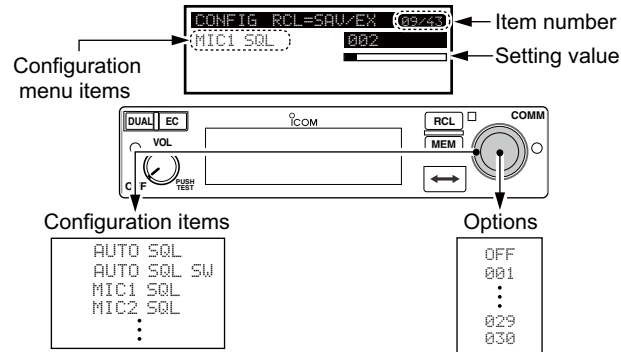 CONFIG RCL=SAV/EX 09/43
Item number
MIC1 SQL 002
Configuration menu items
Setting value
DUAL EC
ICOM
RCL
COMM
VOL
MEM
OFF
PUSH TEST
Configuration items
Options
AUTO SQL
AUTO SQL SW
MIC1 SQL
MIC2 SQL
OFF
001
029
030